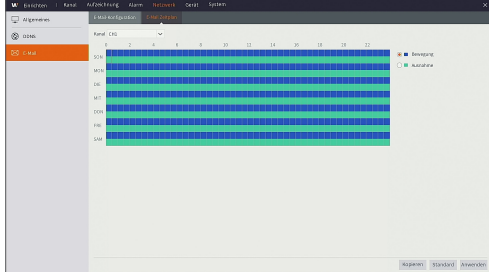 Einrichten Kanal Aufzeichnung Alarm Netzwerk Gerät System
Allgemeines
DDNS
E-Mail
E-Mail-Konfiguration E-Mail Zeitplan
Kanal CH1
0 2 4 6 8 10 12 14 16 18 20 22
SON
MON
DIE
MIT
DON
FRE
SAM
Bewegung
Ausnahme
Kopieren Standard Anwenden